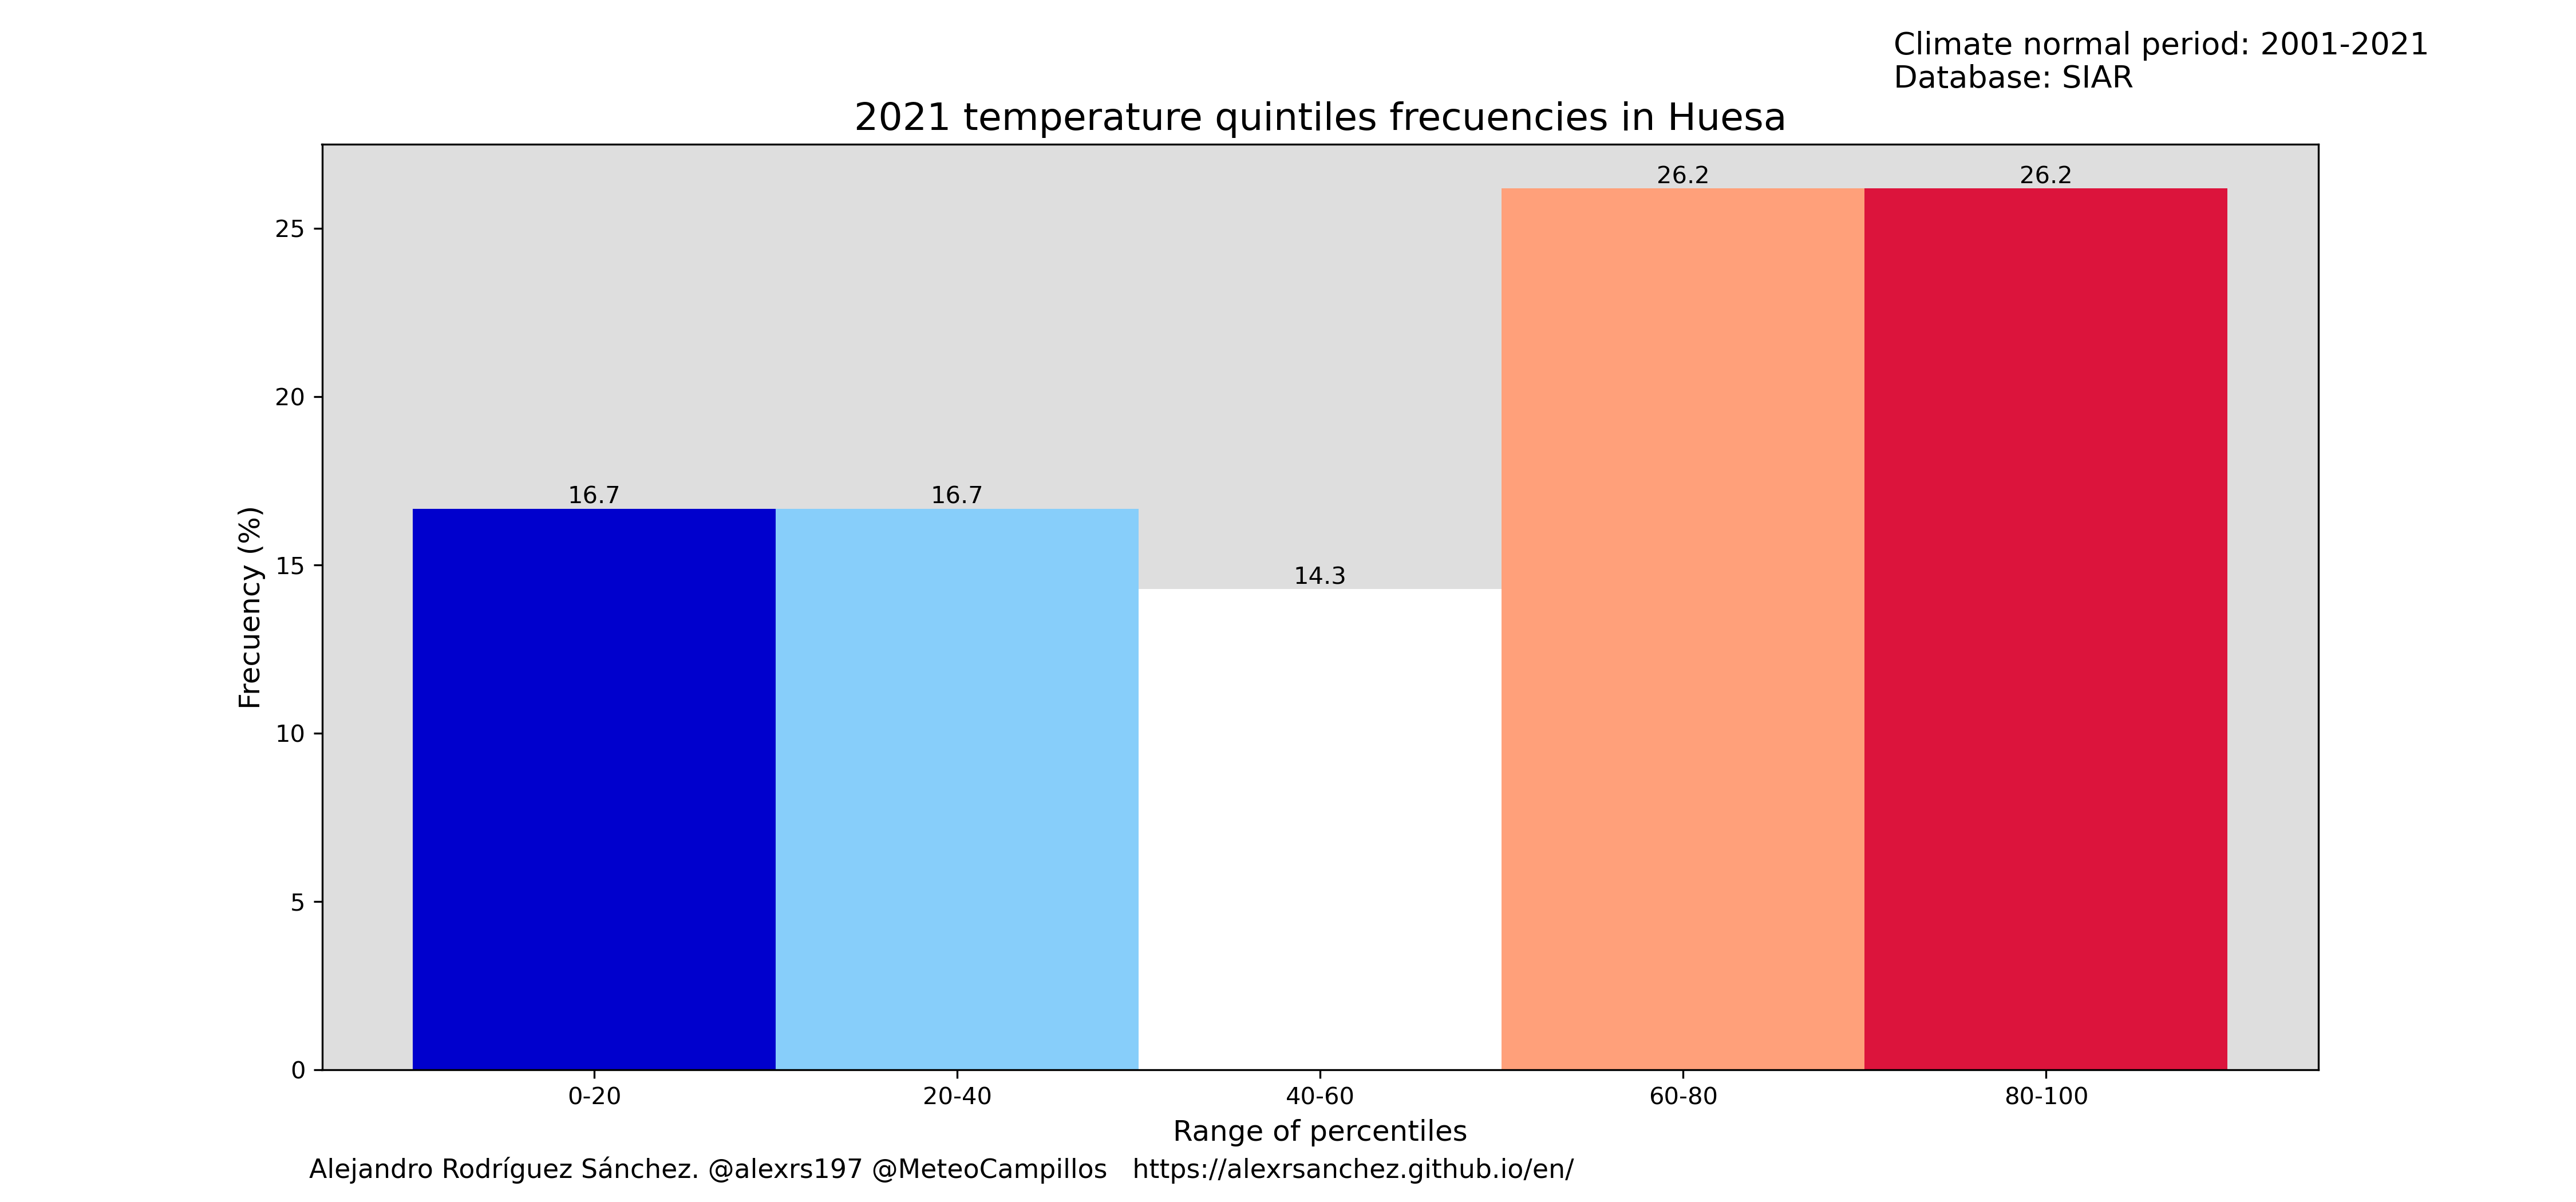 Climate normal period: 2001-2021
Database: SIAR
2021 temperature quintiles frecuencies in Huesa
26.2
26.2
25
20
16.7
16.7
Frecuency (%)
15
14.3
10
5
0
0-20
20-40
40-60
60-80
80-100
Range of percentiles
Alejandro Rodríguez Sánchez. @alexrs197 @MeteoCampillos https://alexrsanchez.github.io/en/